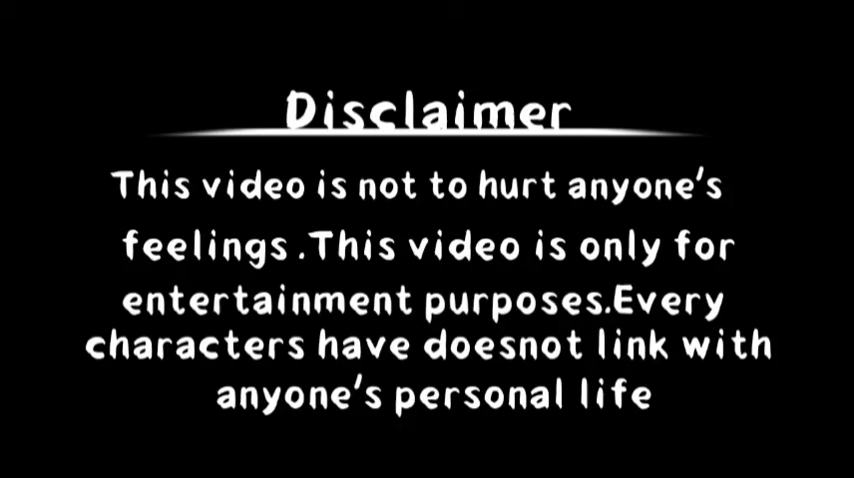 Disclaimer
This video is not to hurt anyone's
feelings .This video is only for
entertainment purposes.Every
characters have doesnot link with
anyone's personal life